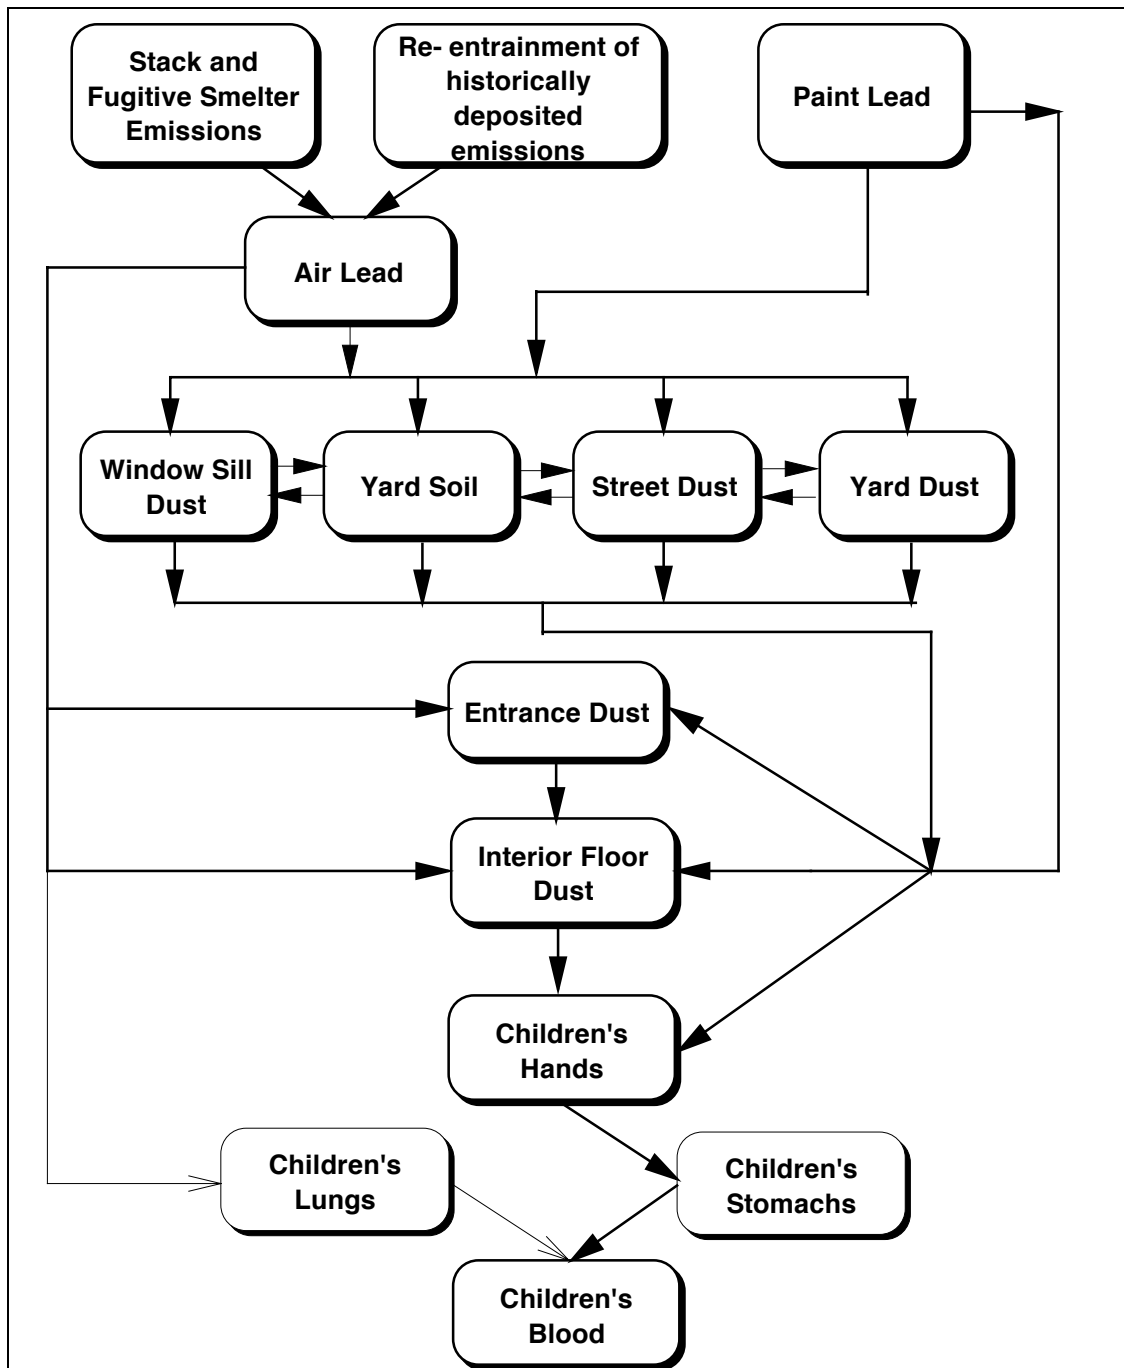 Stack and
Fugitive Smelter
Emissions
Re- entrainment of
historically
deposited
emissions
Paint Lead
Air Lead
Window Sill
Dust
Yard Soil
Street Dust
Yard Dust
Entrance Dust
Interior Floor
Dust
Children's
Hands
Children's
Lungs
Children's
Stomachs
Children's
Blood